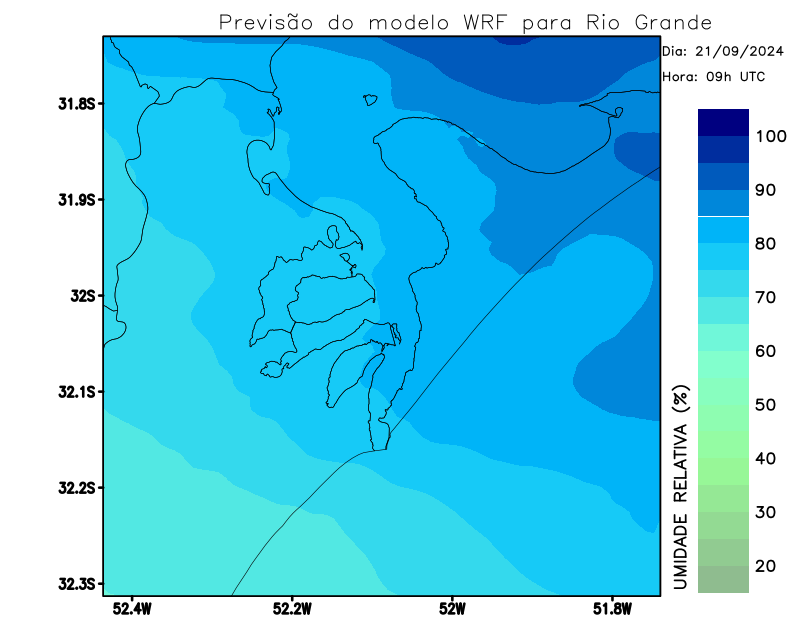 Previsão do modelo WRF para Rio Grande
Dia: 21/09/2024
Hora: 09h UTC
31.8S
31.9S
32S
32.1S
32.2S
32.3S
52.4W
52.2W
52W
51.8W
100
90
80
70
60
50
40
30
20
UMIDADE RELATIVA (%)